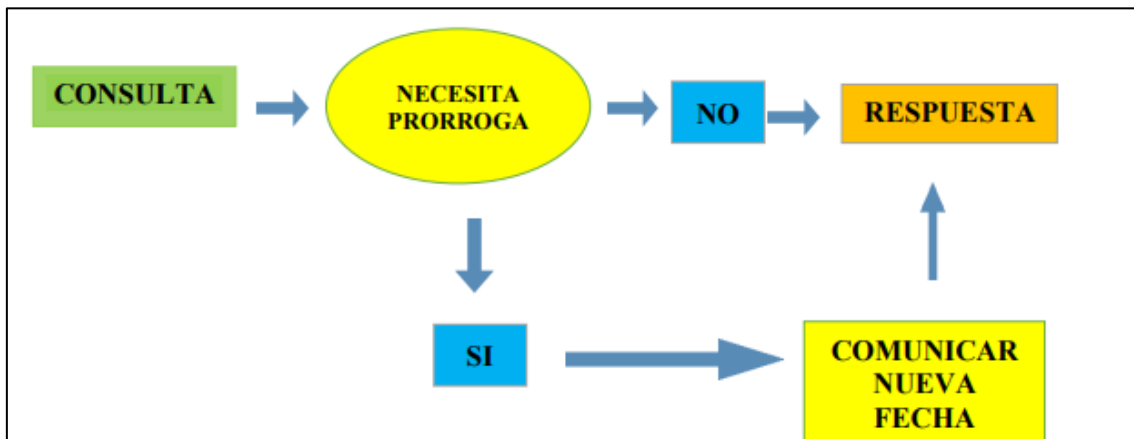 CONSULTA
NECESITA
PRORROGA
NO
RESPUESTA
SI
COMUNICAR
NUEVA
FECHA